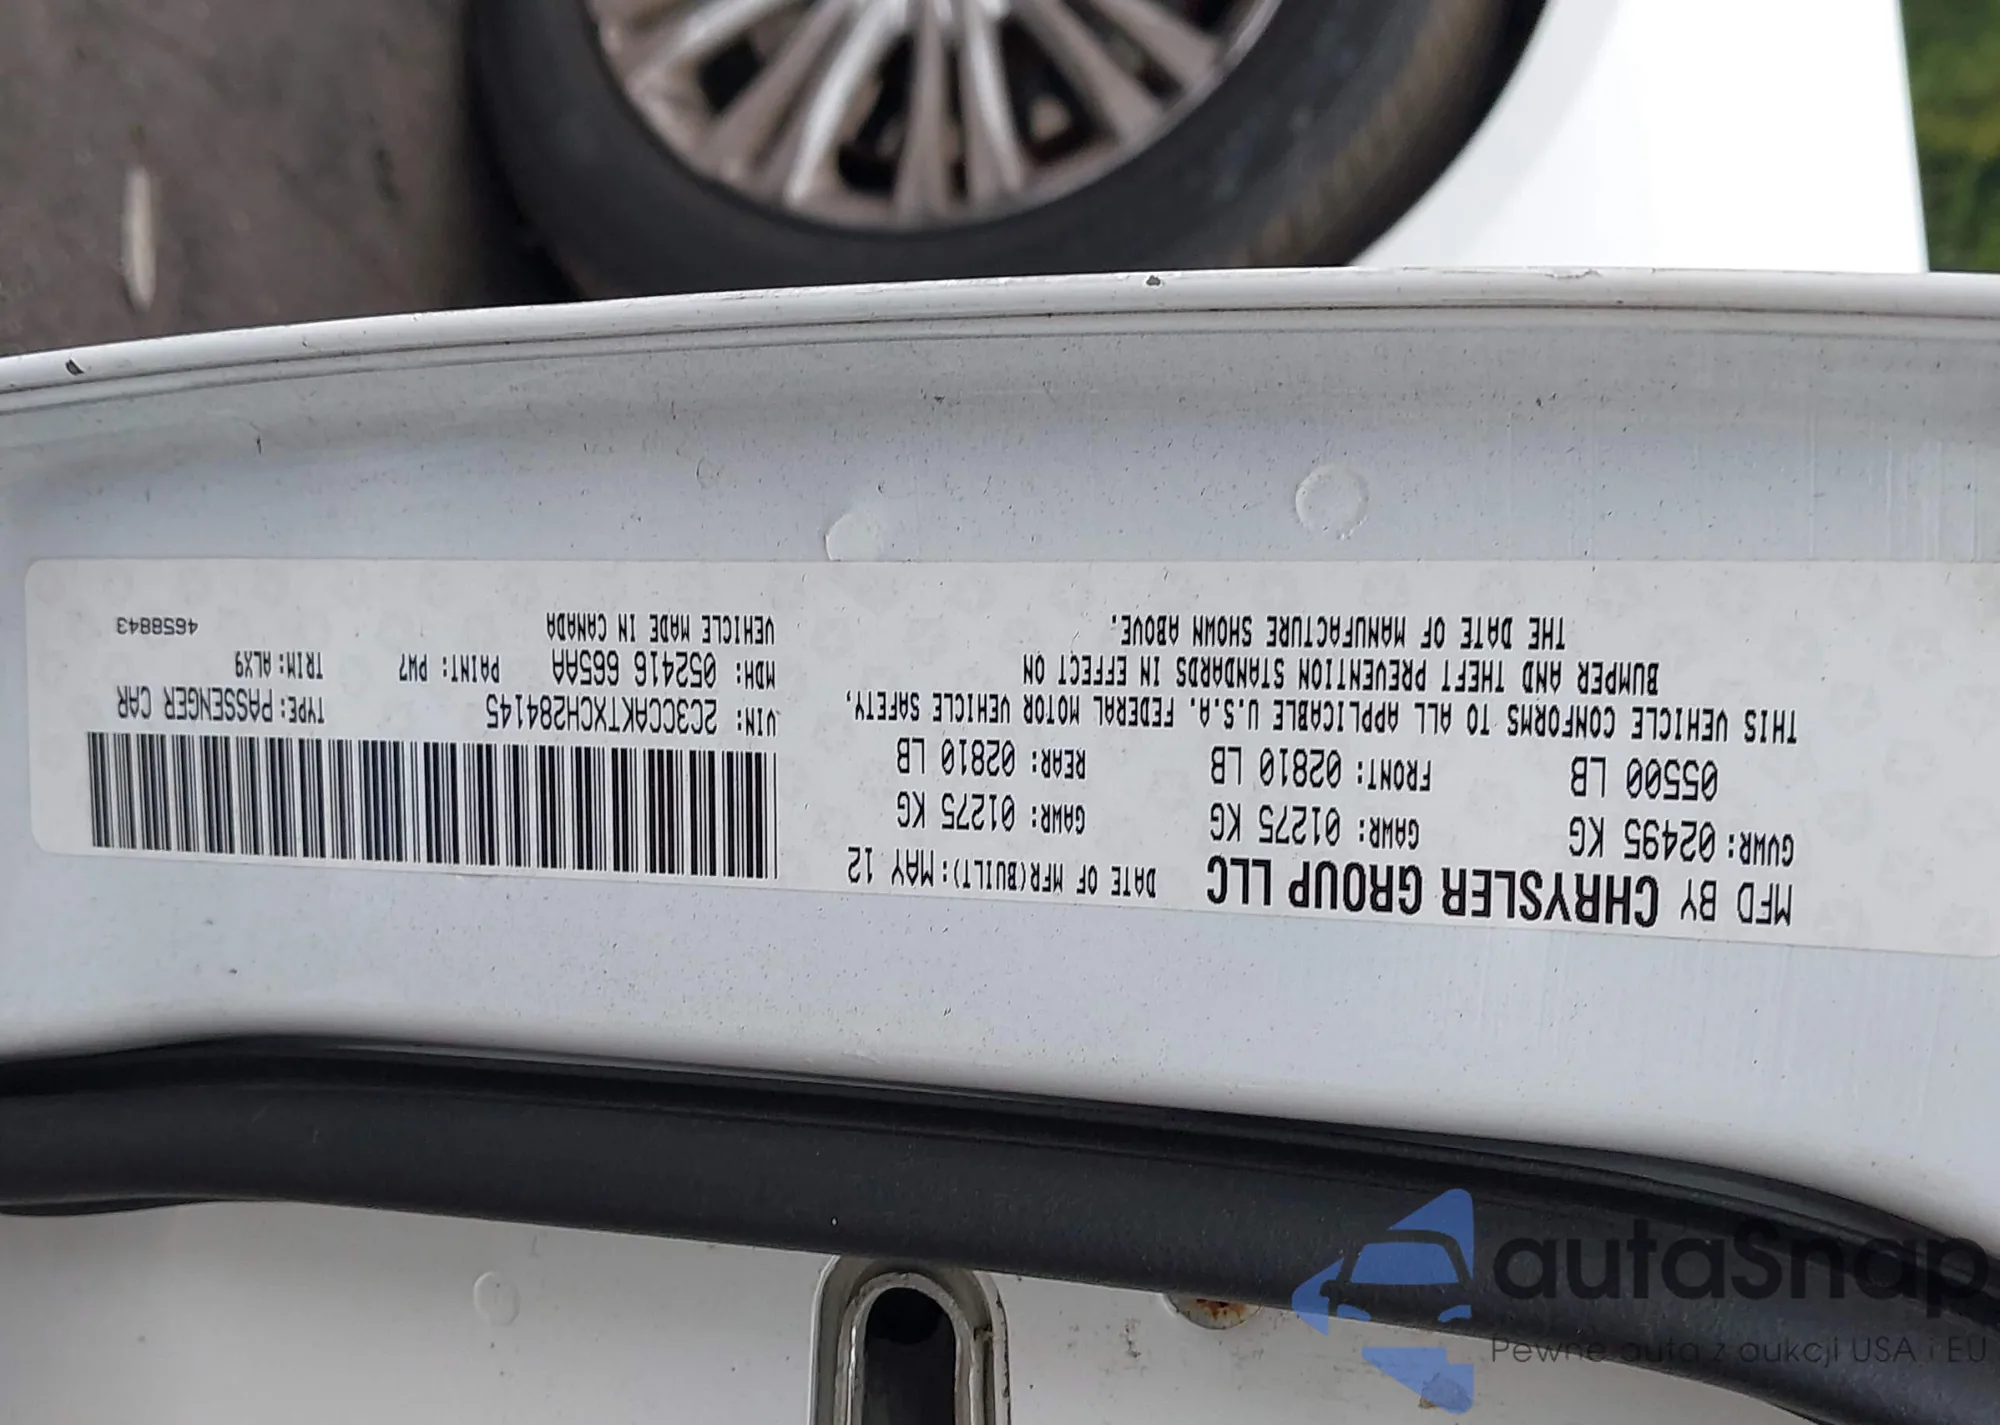 MFD BY CHRYSLER GROUP LLC DATE OF MFR(BUILT): MAY 12
GVWR: 02495 KG GAWR: 01275 KG GAWR: 01275 KG
05500 LB FRONT: 02810 LB REAR: 02810 LB
THIS VEHICLE CONFORMS TO ALL APPLICABLE U.S.A. FEDERAL MOTOR VEHICLE SAFETY,
BUMPER AND THEFT PREVENTION STANDARDS IN EFFECT ON
THE DATE OF MANUFACTURE SHOWN ABOVE.
VIN: 2C3CCAKTXCH284145 TYPE: PASSENGER CAR
MDH: 052416 665AA PAINT: PW7 TRIM: ALX9
VEHICLE MADE IN CANADA 4658843
autaSnap
Pewne auta z aukcji USA i EU